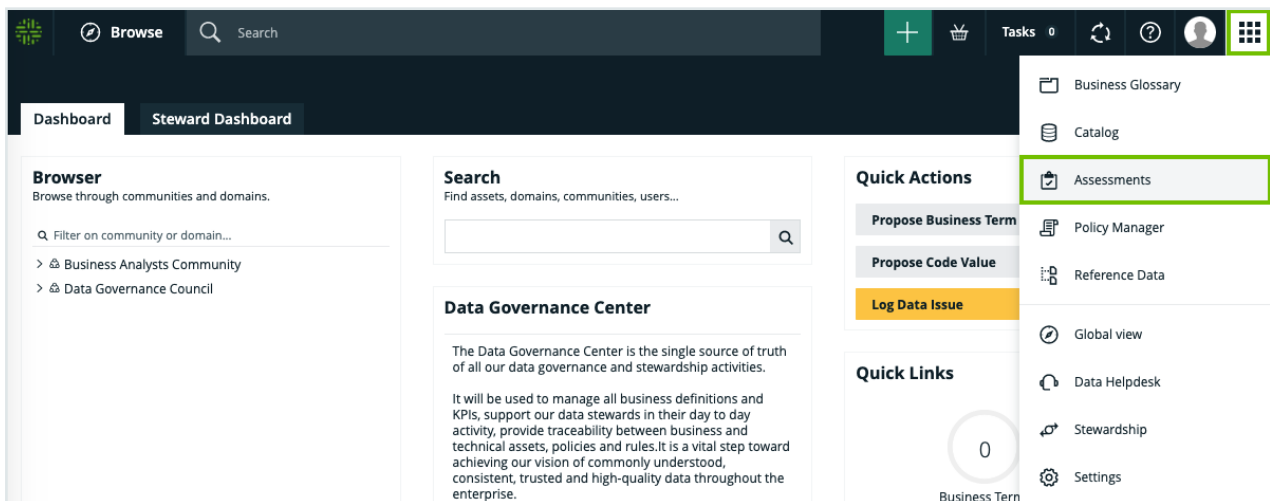 Browse
Search
Tasks 0
Dashboard
Steward Dashboard
Browser
Browse through communities and domains.
Filter on community or domain...
Business Analysts Community
Data Governance Council
Search
Find assets, domains, communities, users...
Data Governance Center
The Data Governance Center is the single source of truth
of all our data governance and stewardship activities.
It will be used to manage all business definitions and
KPIs, support our data stewards in their day to day
activity, provide traceability between business and
technical assets, policies and rules.It is a vital step toward
achieving our vision of commonly understood,
consistent, trusted and high-quality data throughout the
enterprise.
Quick Actions
Propose Business Term
Propose Code Value
Log Data Issue
Quick Links
0
Business Term
Business Glossary
Catalog
Assessments
Policy Manager
Reference Data
Global view
Data Helpdesk
Stewardship
Settings